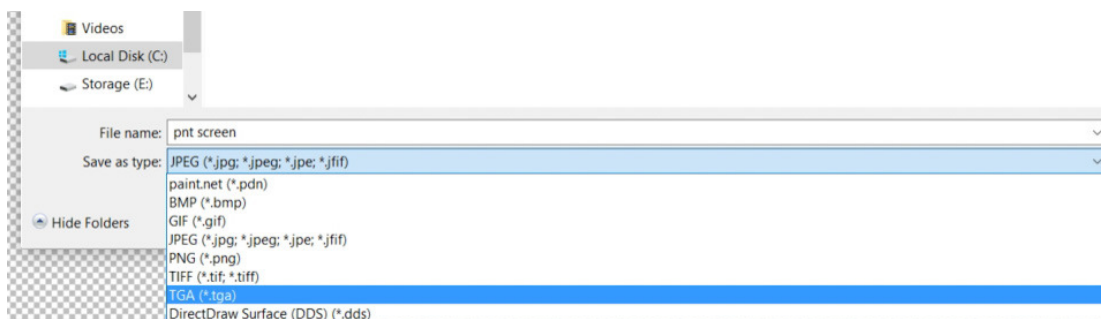 Videos
Local Disk (C:)
Storage (E:)
File name: pnt screen
Save as type: JPEG (*.jpg; *.jpeg; *.jpe; *.jfif)
paint.net (*.pdn)
BMP (*.bmp)
Hide Folders
GIF (*.gif)
JPEG (*.jpg; *.jpeg; *.jpe; *.jfif)
PNG (*.png)
TIFF (*.tif; *.tiff)
TGA (*.tga)
DirectDraw Surface (DDS) (*.dds)